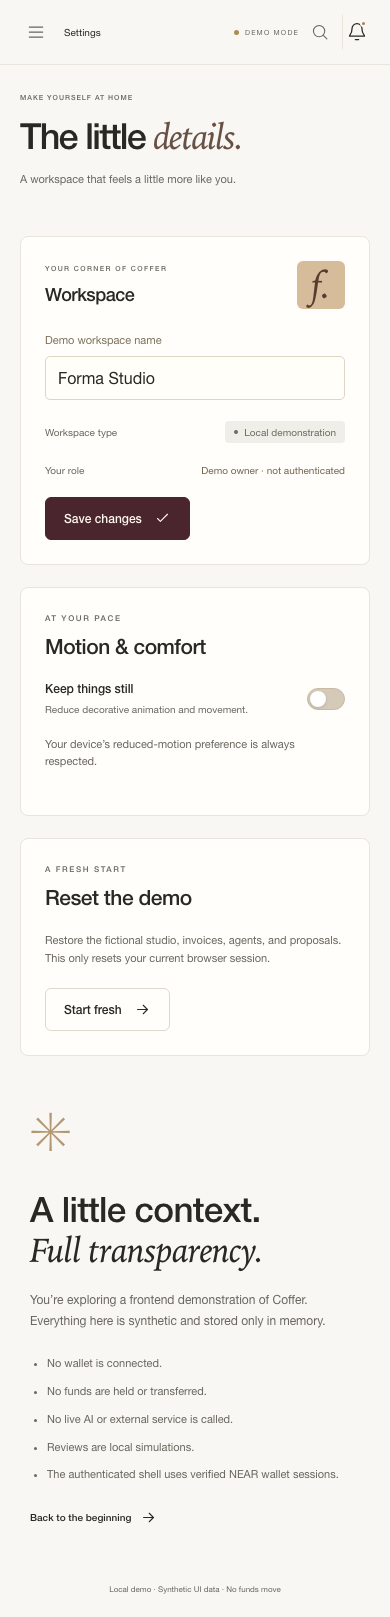 Settings
DEMO MODE
MAKE YOURSELF AT HOME
The little details.
A workspace that feels a little more like you.
YOUR CORNER OF COFFER
Workspace
f.
Demo workspace name
Forma Studio
Workspace type
Local demonstration
Your role
Demo owner · not authenticated
Save changes
AT YOUR PACE
Motion & comfort
Keep things still
Reduce decorative animation and movement.
Your device’s reduced-motion preference is always
respected.
A FRESH START
Reset the demo
Restore the fictional studio, invoices, agents, and proposals.
This only resets your current browser session.
Start fresh
A little context.
Full transparency.
You’re exploring a frontend demonstration of Coffer.
Everything here is synthetic and stored only in memory.
• No wallet is connected.
• No funds are held or transferred.
• No live AI or external service is called.
• Reviews are local simulations.
• The authenticated shell uses verified NEAR wallet sessions.
Back to the beginning
Local demo · Synthetic UI data · No funds move